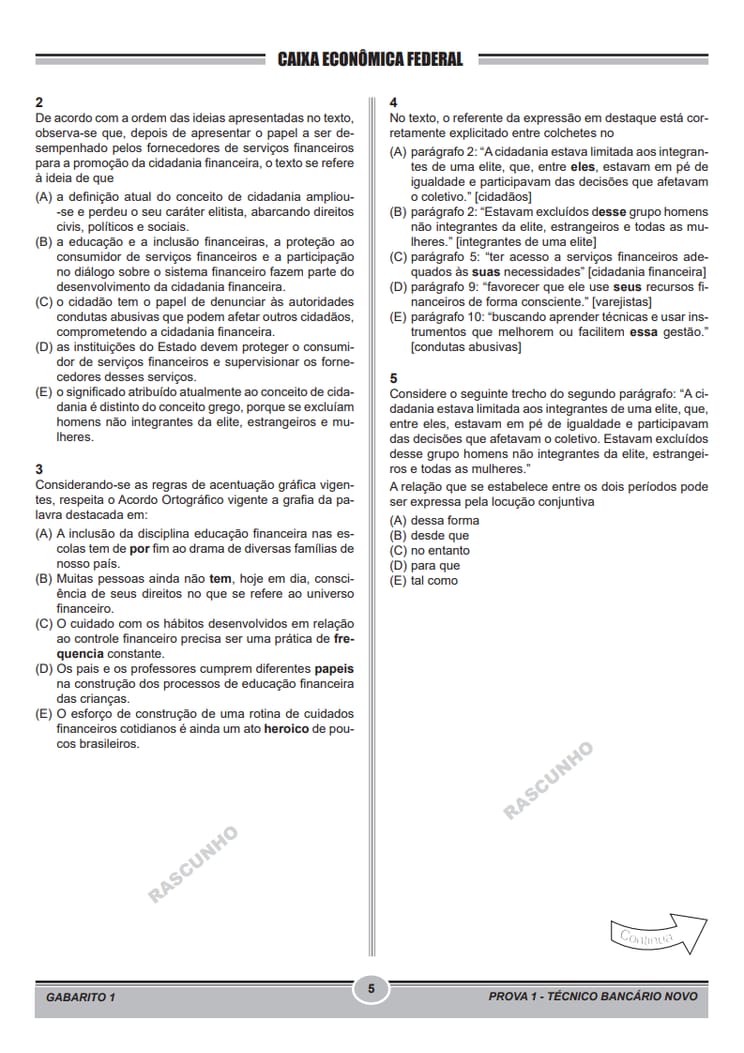 CAIXA ECONÔMICA FEDERAL
2
De acordo com a ordem das ideias apresentadas no texto,
observa-se que, depois de apresentar o papel a ser de-
sempenhado pelos fornecedores de serviços financeiros
para a promoção da cidadania financeira, o texto se refere
à ideia de que
(A) a definição atual do conceito de cidadania ampliou-
-se e perdeu o seu caráter elitista, abarcando direitos
civis, políticos e sociais.
(B) a educação e a inclusão financeiras, a proteção ao
consumidor de serviços financeiros e a participação
no diálogo sobre o sistema financeiro fazem parte do
desenvolvimento da cidadania financeira.
(C) o cidadão tem o papel de denunciar às autoridades
condutas abusivas que podem afetar outros cidadãos,
comprometendo a cidadania financeira.
(D) as instituições do Estado devem proteger o consumi-
dor de serviços financeiros e supervisionar os forne-
cedores desses serviços.
(E) o significado atribuído atualmente ao conceito de cida-
dania é distinto do conceito grego, porque se excluíam
homens não integrantes da elite, estrangeiros e mu-
lheres.
3
Considerando-se as regras de acentuação gráfica vigen-
tes, respeita o Acordo Ortográfico vigente a grafia da pa-
lavra destacada em:
(A) A inclusão da disciplina educação financeira nas es-
colas tem de por fim ao drama de diversas famílias de
nosso país.
(B) Muitas pessoas ainda não tem, hoje em dia, consci-
ência de seus direitos no que se refere ao universo
financeiro.
(C) O cuidado com os hábitos desenvolvidos em relação
ao controle financeiro precisa ser uma prática de fre-
quencia constante.
(D) Os pais e os professores cumprem diferentes papeis
na construção dos processos de educação financeira
das crianças.
(E) O esforço de construção de uma rotina de cuidados
financeiros cotidianos é ainda um ato heroico de pou-
cos brasileiros.
RASCUNHO
4
No texto, o referente da expressão em destaque está cor-
retamente explicitado entre colchetes no
(A) parágrafo 2: “A cidadania estava limitada aos integran-
tes de uma elite, que, entre eles, estavam em pé de
igualdade e participavam das decisões que afetavam
o coletivo.” [cidadãos]
(B) parágrafo 2: “Estavam excluídos desse grupo homens
não integrantes da elite, estrangeiros e todas as mu-
lheres.” [integrantes de uma elite]
(C) parágrafo 5: “ter acesso a serviços financeiros ade-
quados às suas necessidades” [cidadania financeira]
(D) parágrafo 9: “favorecer que ele use seus recursos fi-
nanceiros de forma consciente.” [varejistas]
(E) parágrafo 10: “buscando aprender técnicas e usar ins-
trumentos que melhorem ou facilitem essa gestão.”
[condutas abusivas]
5
Considere o seguinte trecho do segundo parágrafo: “A ci-
dadania estava limitada aos integrantes de uma elite, que,
entre eles, estavam em pé de igualdade e participavam
das decisões que afetavam o coletivo. Estavam excluídos
desse grupo homens não integrantes da elite, estrangei-
ros e todas as mulheres.”
A relação que se estabelece entre os dois períodos pode
ser expressa pela locução conjuntiva
(A) dessa forma
(B) desde que
(C) no entanto
(D) para que
(E) tal como
RASCUNHO
Continua
GABARITO 1
5
PROVA 1 - TÉCNICO BANCÁRIO NOVO